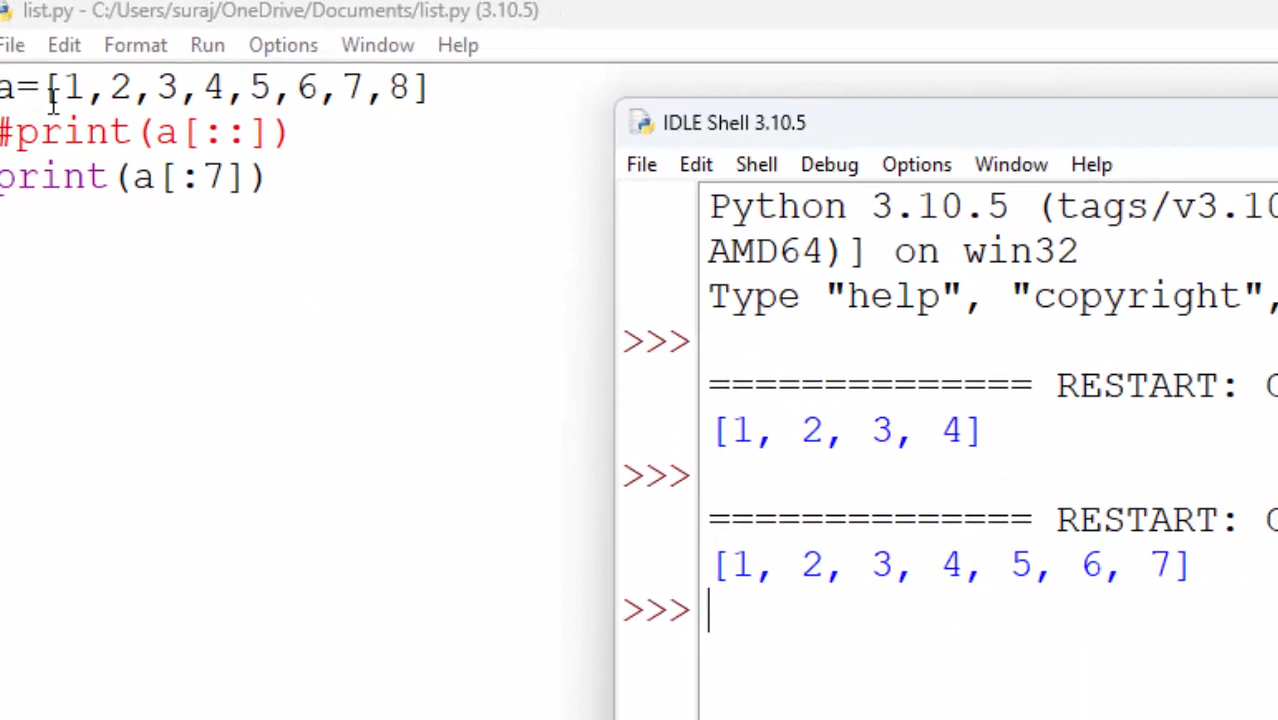 list.py - C:/Users/suraj/OneDrive/Documents/list.py (3.10.5)
File Edit Format Run Options Window Help
a=[1,2,3,4,5,6,7,8]
#print(a[::])
print(a[:7])
IDLE Shell 3.10.5
File Edit Shell Debug Options Window Help
Python 3.10.5 (tags/v3.10
AMD64)] on win32
Type "help", "copyright",
>>>
============== RESTART: C
[1, 2, 3, 4]
>>>
============== RESTART: C
[1, 2, 3, 4, 5, 6, 7]
>>>